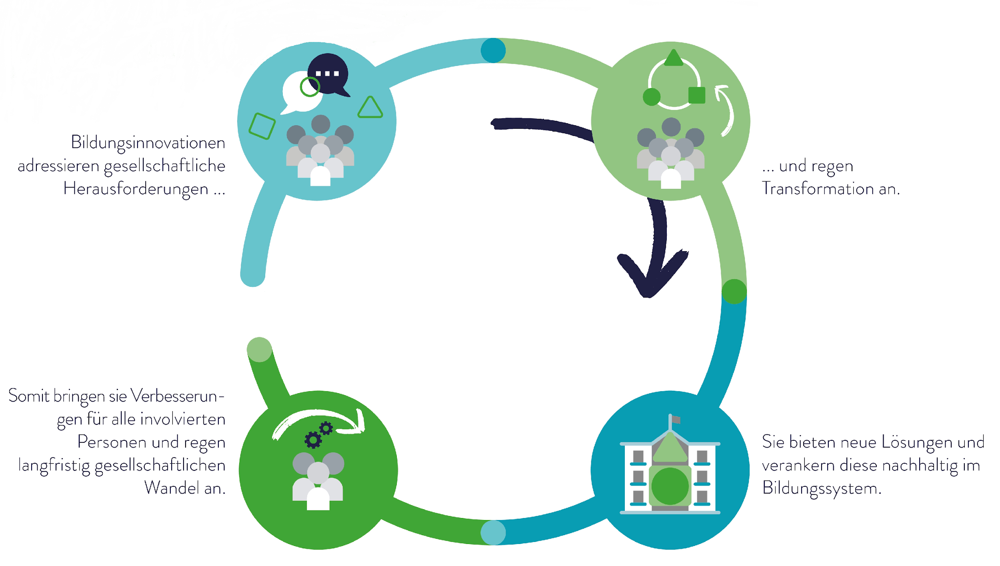 Bildungsinnovationen
adressieren gesellschaftliche
Herausforderungen ...
... und regen
Transformation an.
Sie bieten neue Lösungen und
verankern diese nachhaltig im
Bildungssystem.
Somit bringen sie Verbesserun-
gen für alle involvierten
Personen und regen
langfristig gesellschaftlichen
Wandel an.